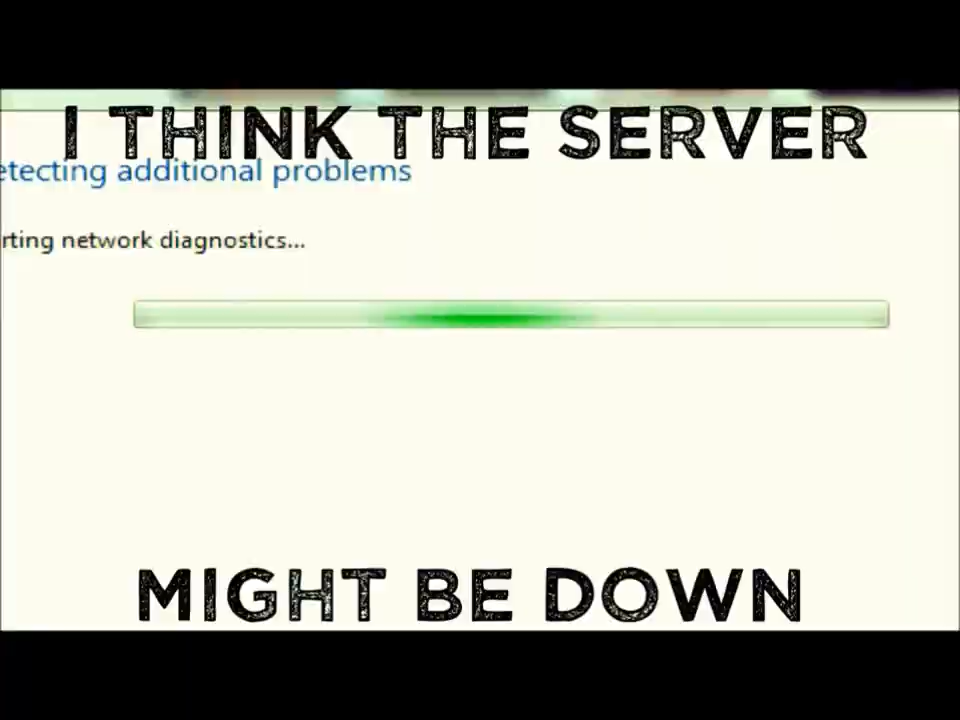 I THINK THE SERVER
etecting additional problems
rting network diagnostics...
MIGHT BE DOWN